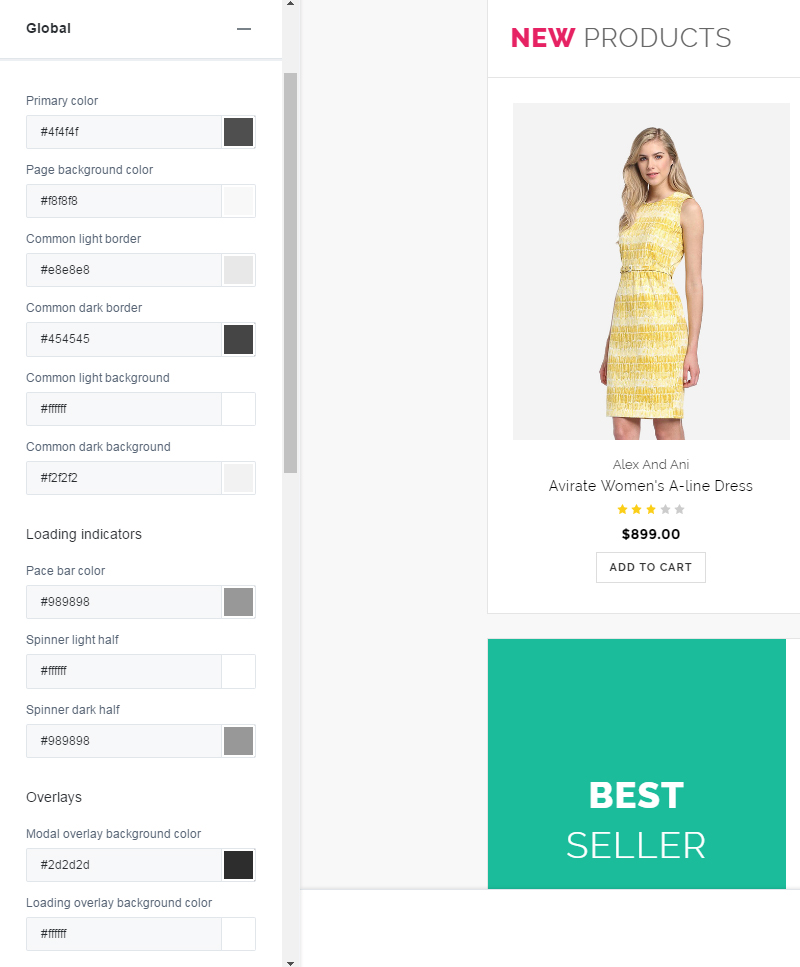 Global
Primary color
#4f4f4f
Page background color
#f8f8f8
Common light border
#e8e8e8
Common dark border
#454545
Common light background
#ffffff
Common dark background
#f2f2f2
Loading indicators
Pace bar color
#989898
Spinner light half
#ffffff
Spinner dark half
#989898
Overlays
Modal overlay background color
#2d2d2d
Loading overlay background color
#ffffff
NEW PRODUCTS
Alex And Ani
Avirate Women's A-line Dress
$899.00
ADD TO CART
BEST
SELLER